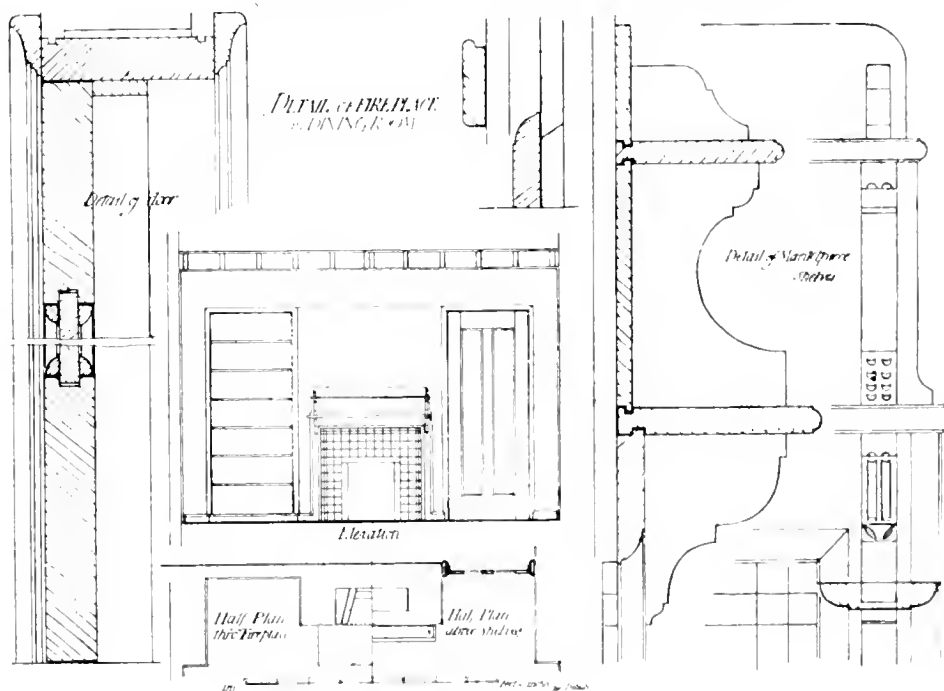 DETAIL of FIREPLACE
in DINING ROOM
Detail of door
Detail of Mantelpiece
Shelves
Elevation
Half Plan
thro' Fireplace
Half Plan
above shelves